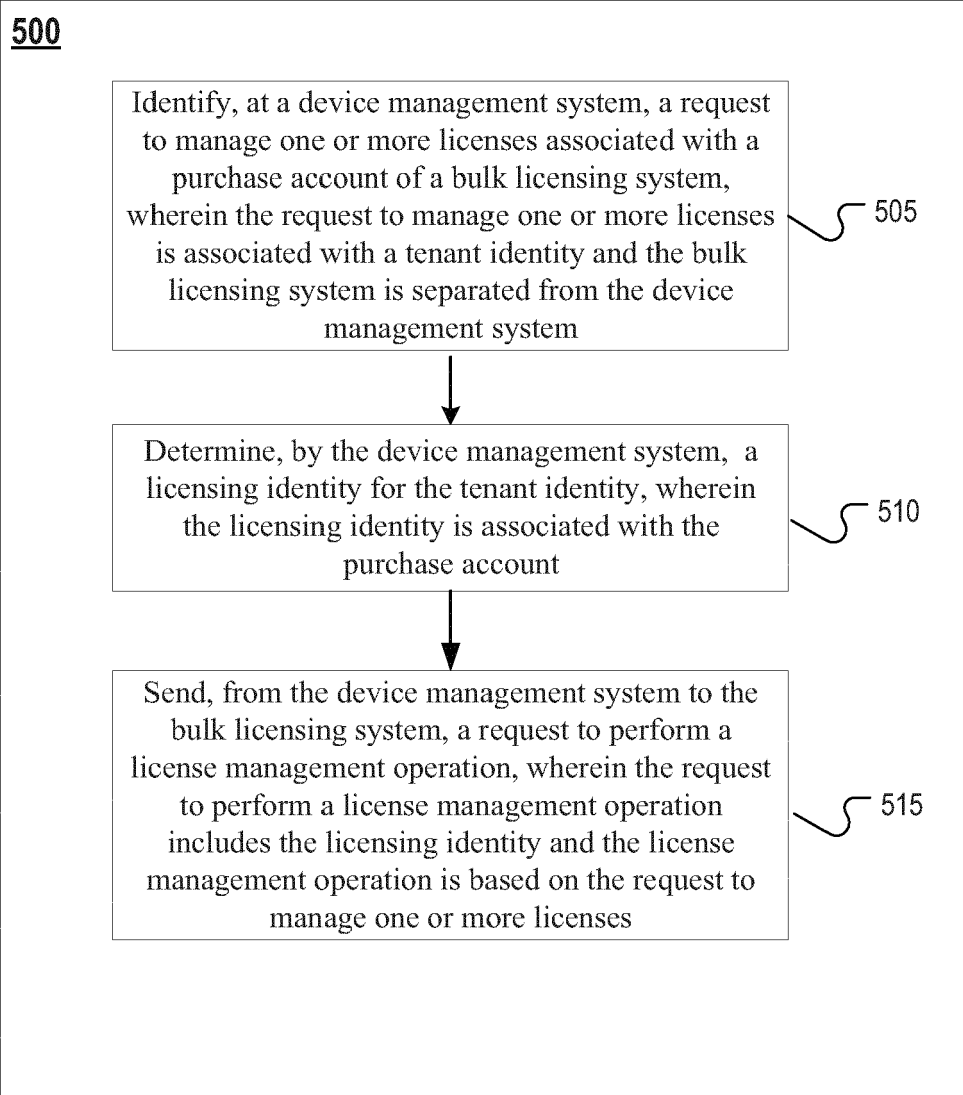 500
Identify, at a device management system, a request
to manage one or more licenses associated with a
purchase account of a bulk licensing system,
wherein the request to manage one or more licenses
is associated with a tenant identity and the bulk
licensing system is separated from the device
management system
505
Determine, by the device management system, a
licensing identity for the tenant identity, wherein
the licensing identity is associated with the
purchase account
510
Send, from the device management system to the
bulk licensing system, a request to perform a
license management operation, wherein the request
to perform a license management operation
includes the licensing identity and the license
management operation is based on the request to
manage one or more licenses
515